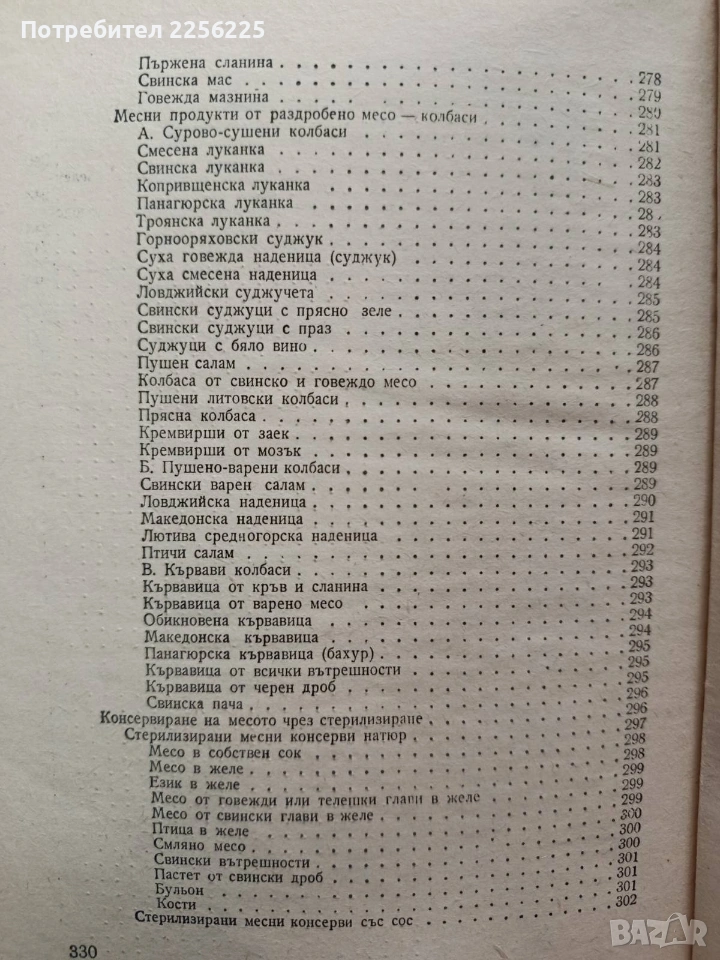 Потребител 2256225
Пържена сланина . . . 278
Свинска мас . . . 279
Говежда мазнина . . . 280
Месни продукти от раздробено месо — колбаси . . . 281
А. Сурово-сушени колбаси . . . 281
Смесена луканка . . . 282
Свинска луканка . . . 283
Копривщенска луканка . . . 283
Панагюрска луканка . . . 28
Троянска луканка . . . 283
Горнооряховски суджук . . . 284
Суха говежда наденица (суджук) . . . 284
Суха смесена наденица . . . 284
Ловджийски суджучета . . . 285
Свински суджуци с прясно зеле . . . 285
Свински суджуци с праз . . . 286
Суджуци с бяло вино . . . 286
Пушен салам . . . 287
Колбаса от свинско и говеждо месо . . . 287
Пушени литовски колбаси . . . 288
Прясна колбаса . . . 288
Кремвирши от заек . . . 289
Кремвирши от мозък . . . 289
Б. Пушено-варени колбаси . . . 289
Свински варен салам . . . 289
Ловджийска наденица . . . 290
Македонска наденица . . . 291
Лютива средногорска наденица . . . 291
Птичи салам . . . 292
В. Кървави колбаси . . . 293
Кървавица от кръв и сланина . . . 293
Кървавица от варено месо . . . 293
Обикновена кървавица . . . 294
Македонска кървавица . . . 294
Панагюрска кървавица (бахур) . . . 295
Кървавица от всички вътрешности . . . 295
Кървавица от черен дроб . . . 295
Свинска пача . . . 296
Консервиране на месото чрез стерилизиране . . . 296
Стерилизирани месни консерви натюр . . . 297
Месо в собствен сок . . . 298
Месо в желе . . . 298
Език в желе . . . 299
Месо от говежди или телешки глави в желе . . . 299
Месо от свински глави в желе . . . 299
Птица в желе . . . 300
Смляно месо . . . 300
Свински вътрешности . . . 300
Пастет от свински дроб . . . 301
Бульон . . . 301
Кости . . . 301
Стерилизирани месни консерви със сос . . . 302
330
ПРОДАВАЧ
BAZAR